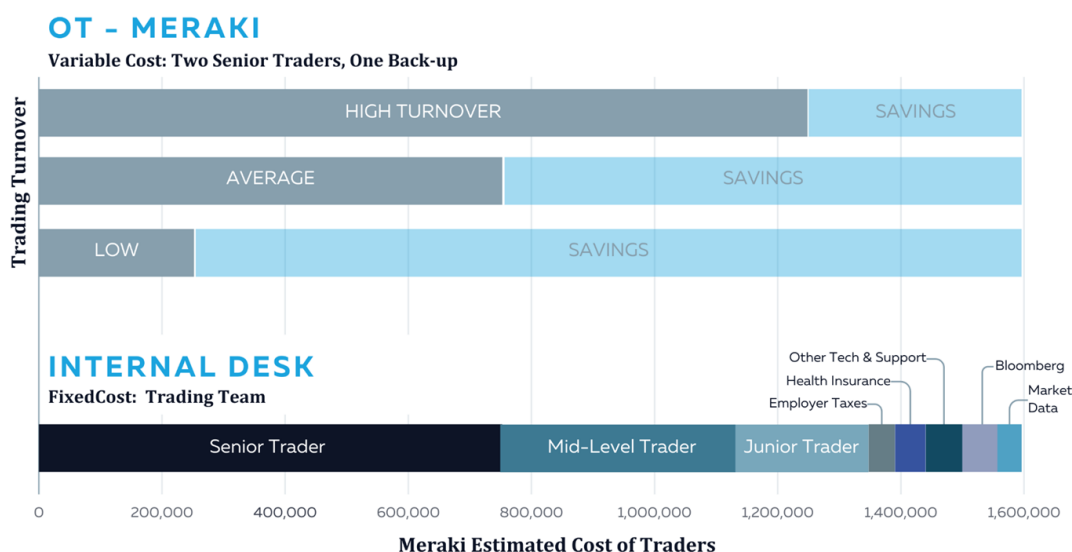 OT - MERAKI
Variable Cost: Two Senior Traders, One Back-up
Trading Turnover
HIGH TURNOVER SAVINGS
AVERAGE SAVINGS
LOW SAVINGS
INTERNAL DESK
FixedCost: Trading Team
Other Tech & Support
Bloomberg
Health Insurance
Market
Data
Employer Taxes
Senior Trader Mid-Level Trader Junior Trader
0 200,000 400,000 600,000 800,000 1,000,000 1,200,000 1,400,000 1,600,000
Meraki Estimated Cost of Traders